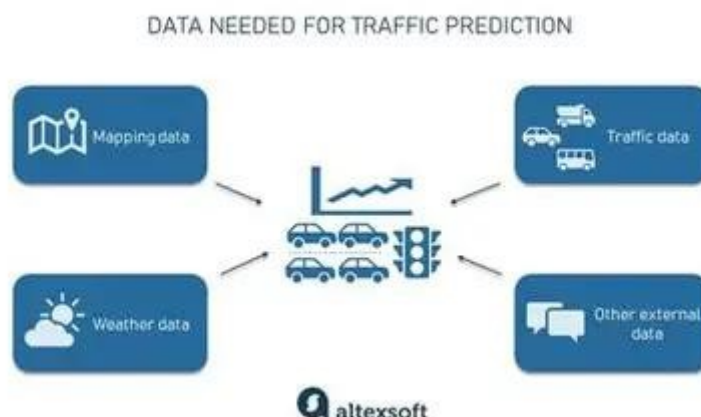 DATA NEEDED FOR TRAFFIC PREDICTION
Mapping data
Traffic data
Weather data
Other external
data
altexsoft